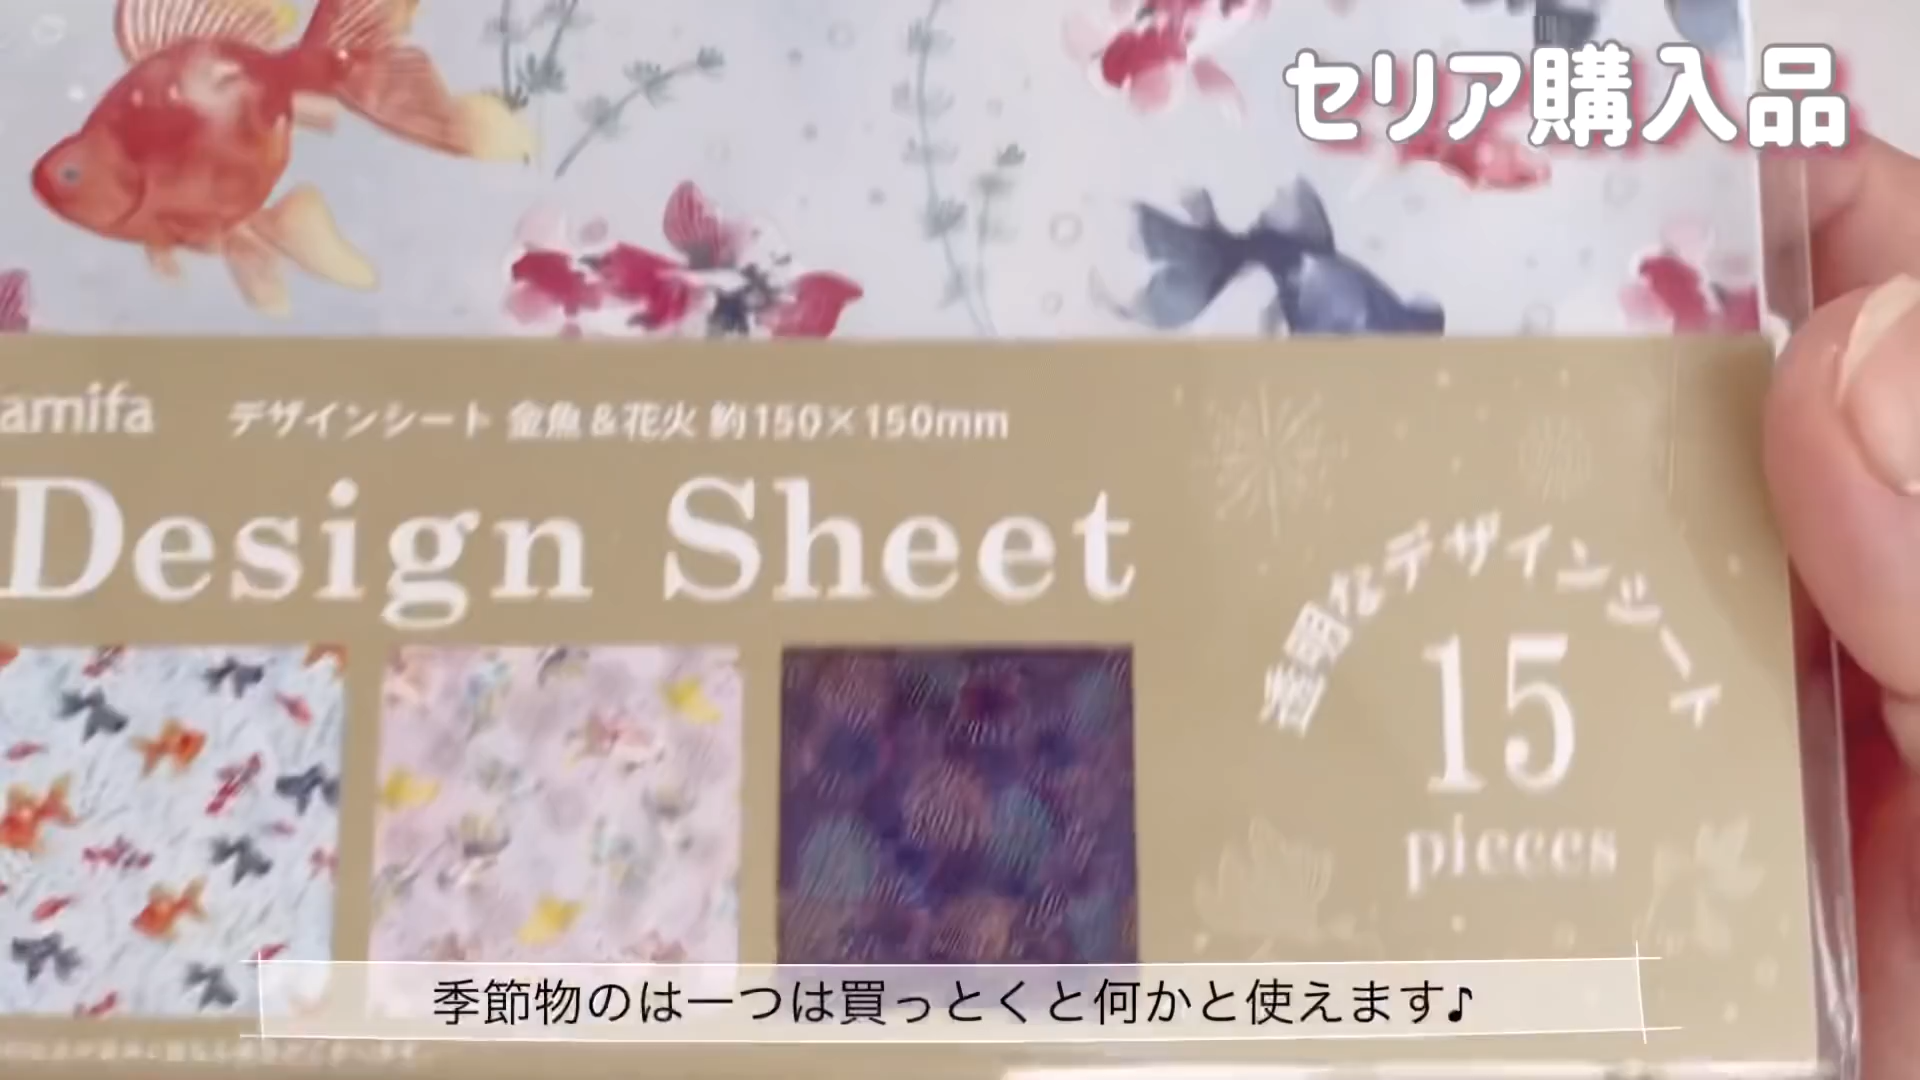 セリア購入品
amifa
デザインシート 金魚&花火 約150×150mm
Design Sheet
透明なデザインシート
15
pieces
季節物のは一つは買っとくと何かと使えます♪